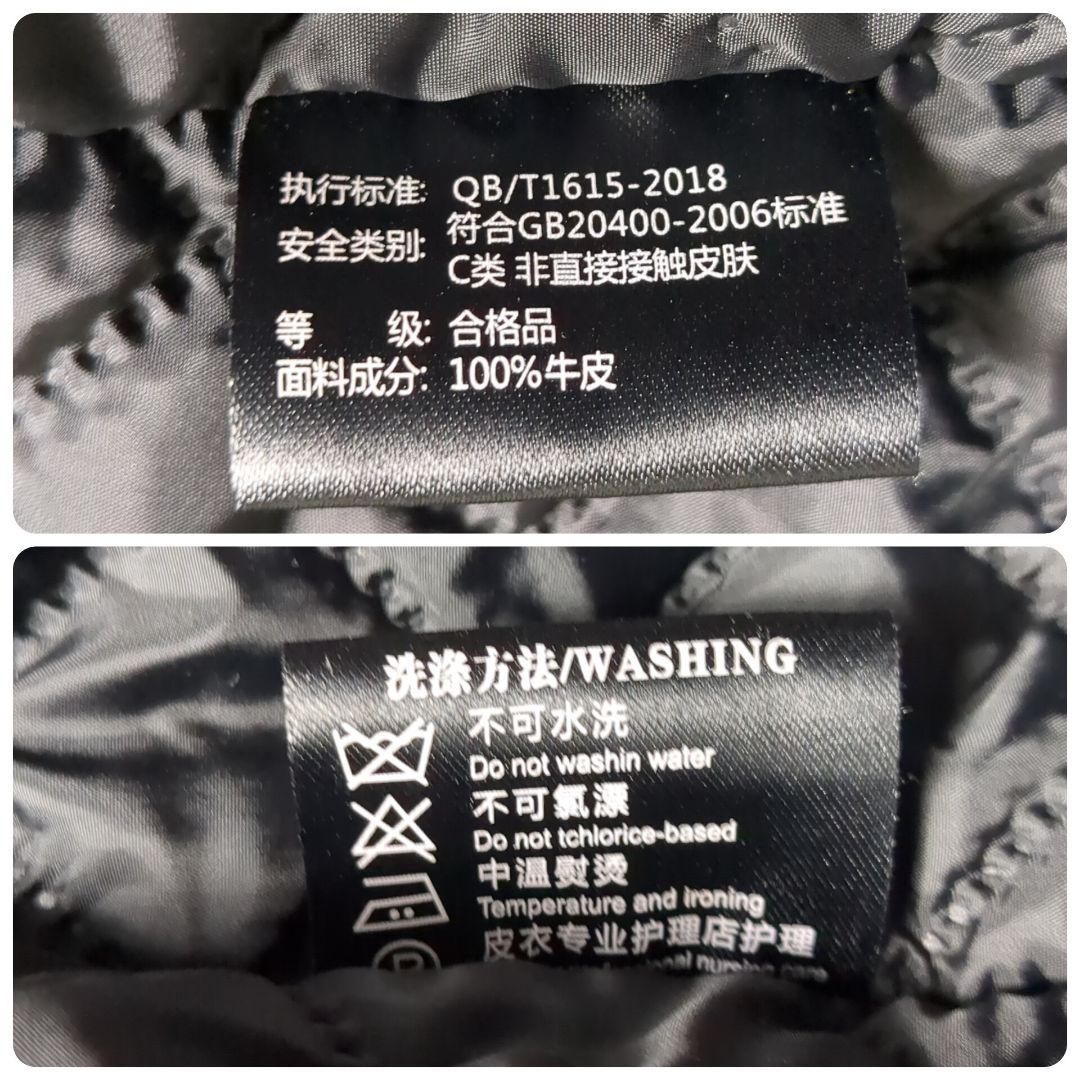 执行标准: QB/T1615-2018
安全类别: 符合GB20400-2006标准
C类 非直接接触皮肤
等 级: 合格品
面料成分: 100%牛皮
洗涤方法/WASHING
不可水洗
Do not washin water
不可氯漂
Do not tchlorice-based
中温熨烫
Temperature and ironing
皮衣专业护理店护理
P
nursing care